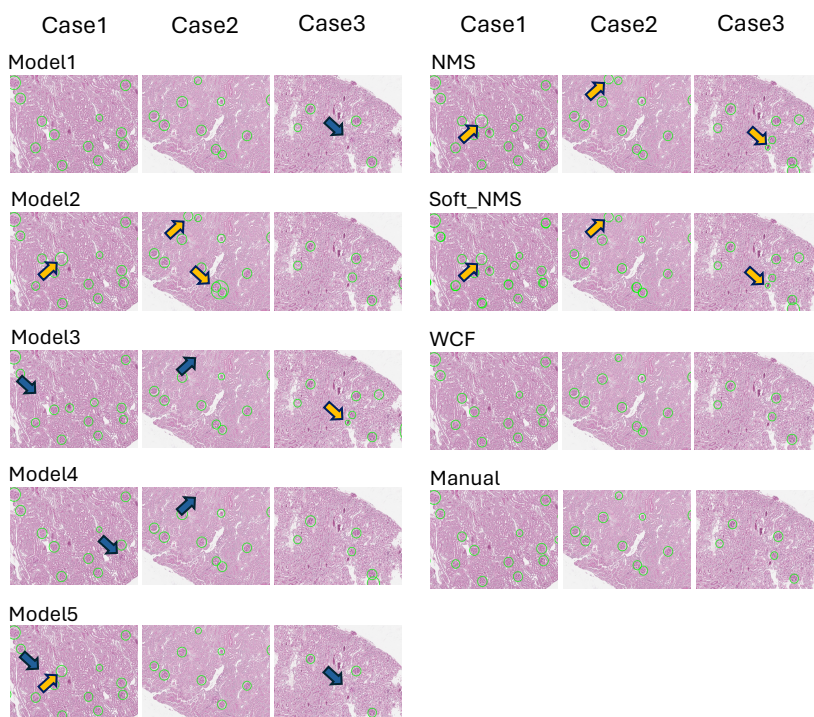 Case1 Case2 Case3 Case1 Case2 Case3
Model1 NMS
Model2 Soft_NMS
Model3 WCF
Model4 Manual
Model5